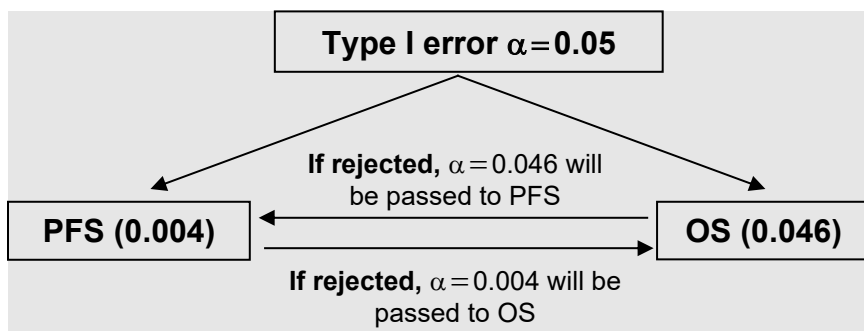 Type I error α=0.05
If rejected, α=0.046 will
be passed to PFS
PFS (0.004)
OS (0.046)
If rejected, α=0.004 will be
passed to OS